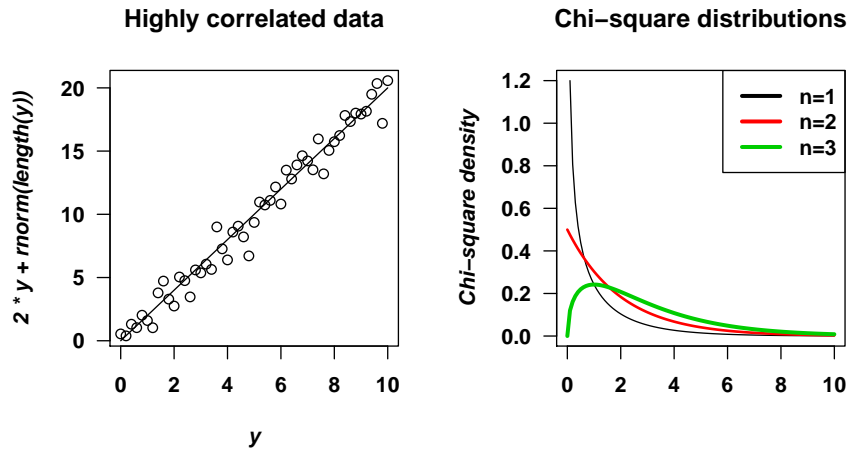 Highly correlated data
2 * y + rnorm(length(y))
20
15
10
5
0
0 2 4 6 8 10
y
Chi−square distributions
Chi−square density
1.2
1.0
0.8
0.6
0.4
0.2
0.0
0 2 4 6 8 10
n=1
n=2
n=3